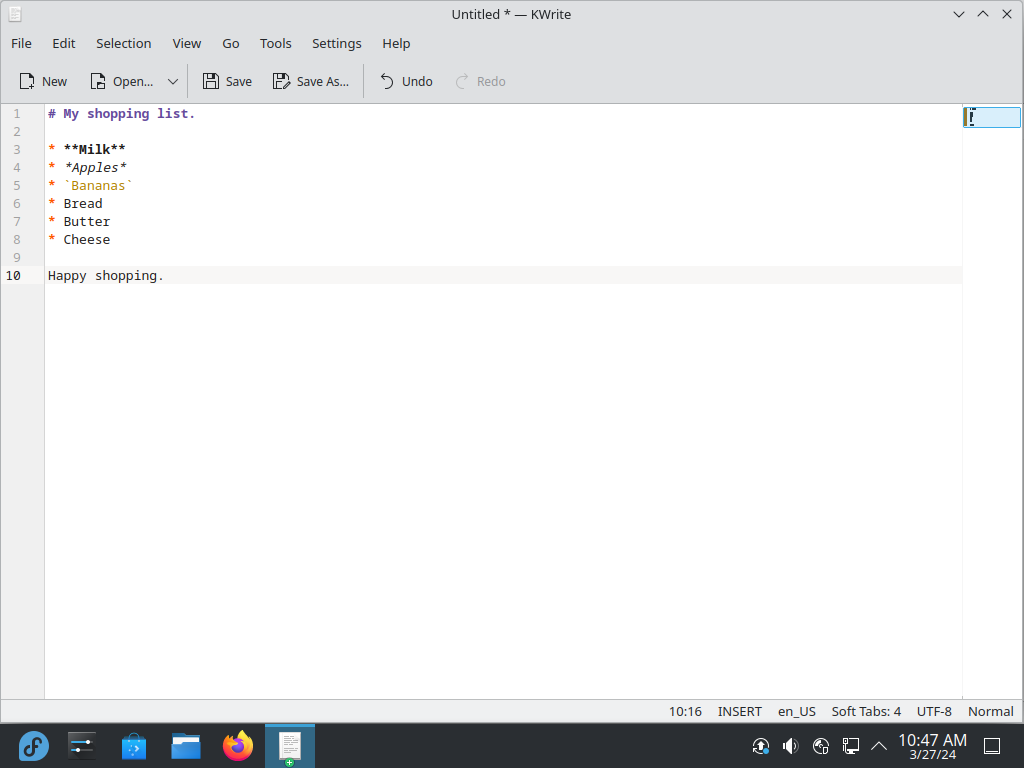 Untitled * — KWrite
File Edit Selection View Go Tools Settings Help
New Open... Save Save As... Undo Redo
1 # My shopping list.
2
3 * **Milk**
4 * *Apples*
5 * `Bananas`
6 * Bread
7 * Butter
8 * Cheese
9
10 Happy shopping.
10:16 INSERT en_US Soft Tabs: 4 UTF-8 Normal
10:47 AM
3/27/24